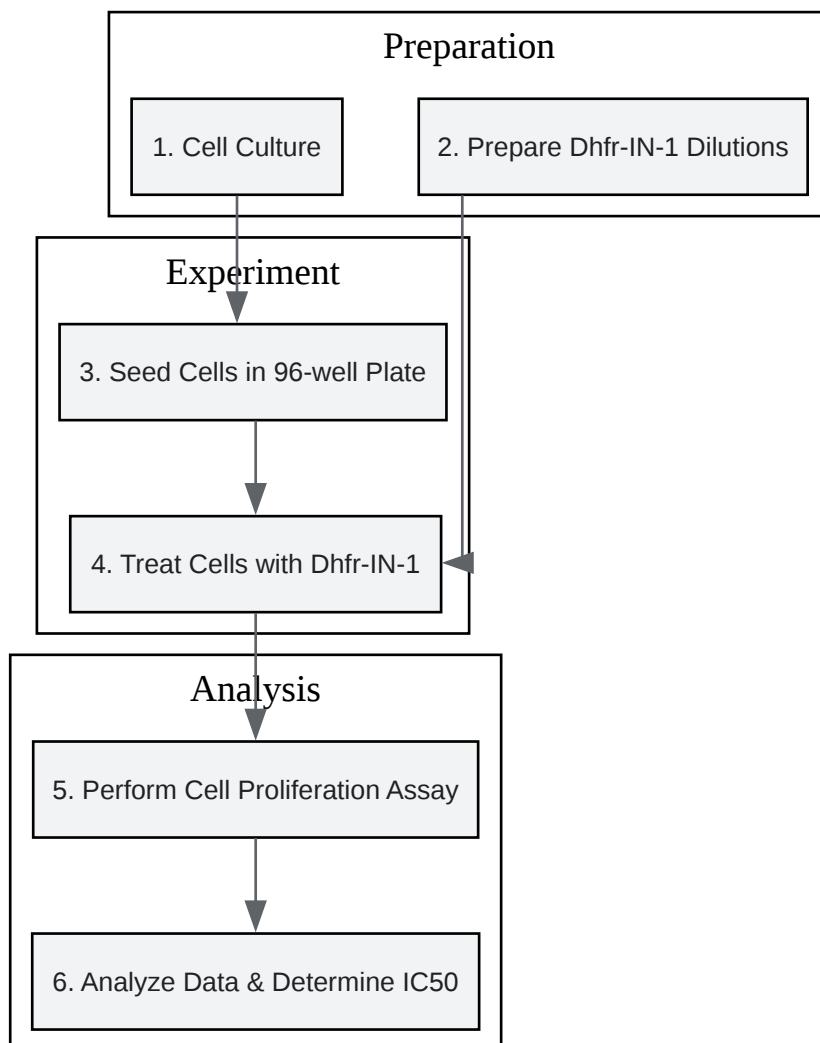 Preparation
1. Cell Culture
2. Prepare Dhfr-IN-1 Dilutions
Experiment
3. Seed Cells in 96-well Plate
4. Treat Cells with Dhfr-IN-1
Analysis
5. Perform Cell Proliferation Assay
6. Analyze Data & Determine IC50